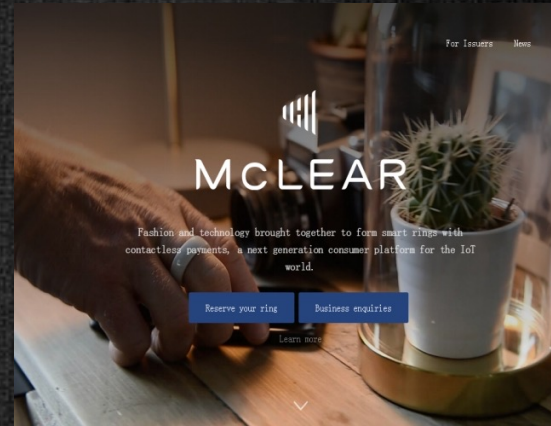 For Issuers News
MCLEAR
Fashion and technology brought together to form smart rings with
contactless payments, a next generation consumer platform for the IoT
world.
Reserve your ring Business enquiries
Learn more